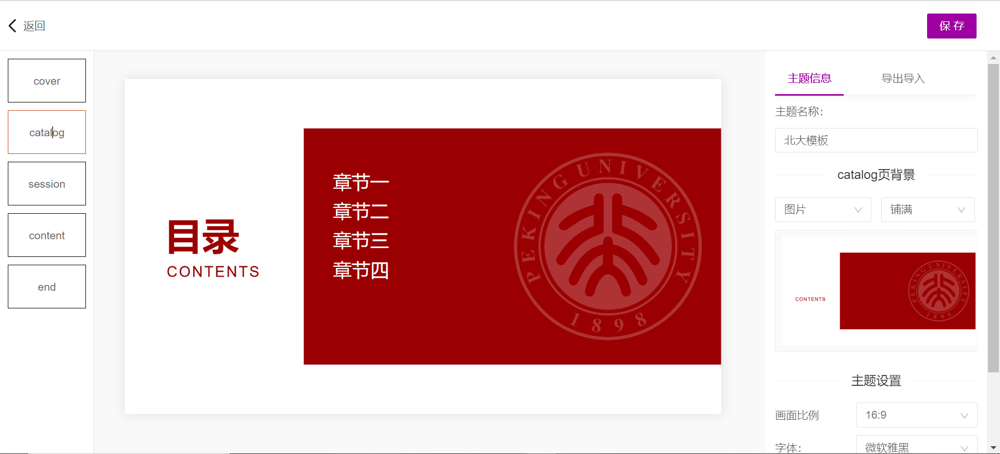 返回
保存
cover
catalog
session
content
end
目录
CONTENTS
章节一
章节二
章节三
章节四
PEKING UNIVERSITY
1898
主题信息
导出导入
主题名称:
北大模板
catalog页背景
图片
铺满
CONTENTS
PEKING UNIVERSITY
1898
主题设置
画面比例
16:9
字体:
微软雅黑